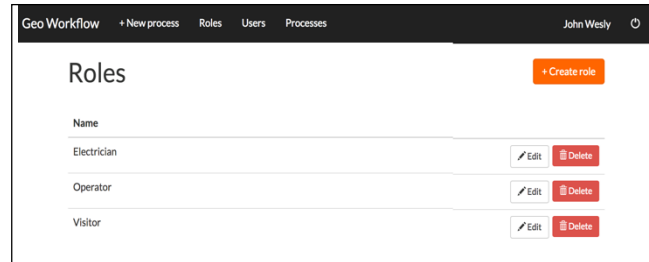 Geo Workflow + New process Roles Users Processes John Wesly
Roles + Create role
Name
Electrician Edit Delete
Operator Edit Delete
Visitor Edit Delete